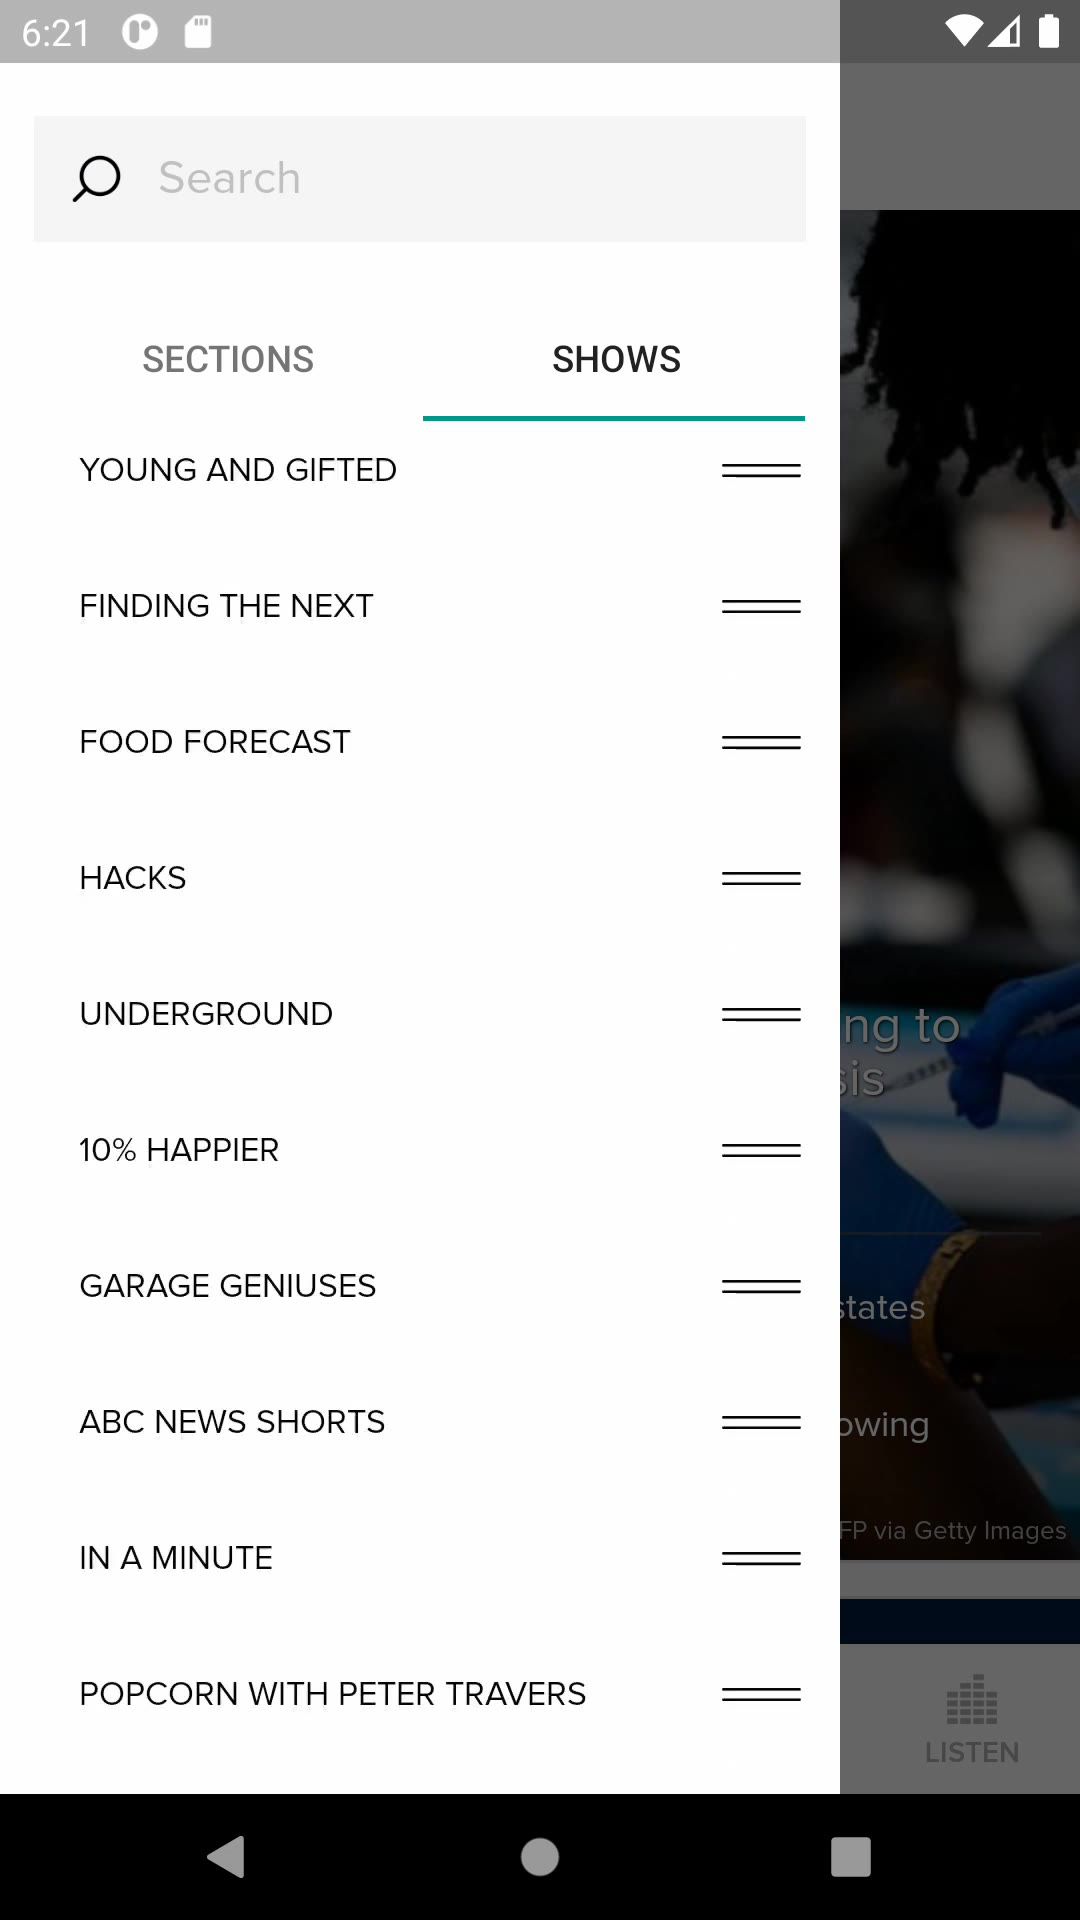 6:21
Search
SECTIONS
SHOWS
YOUNG AND GIFTED
FINDING THE NEXT
FOOD FORECAST
HACKS
UNDERGROUND
10% HAPPIER
GARAGE GENIUSES
ABC NEWS SHORTS
IN A MINUTE
POPCORN WITH PETER TRAVERS
ng to
sis
states
owing
FP via Getty Images
LISTEN